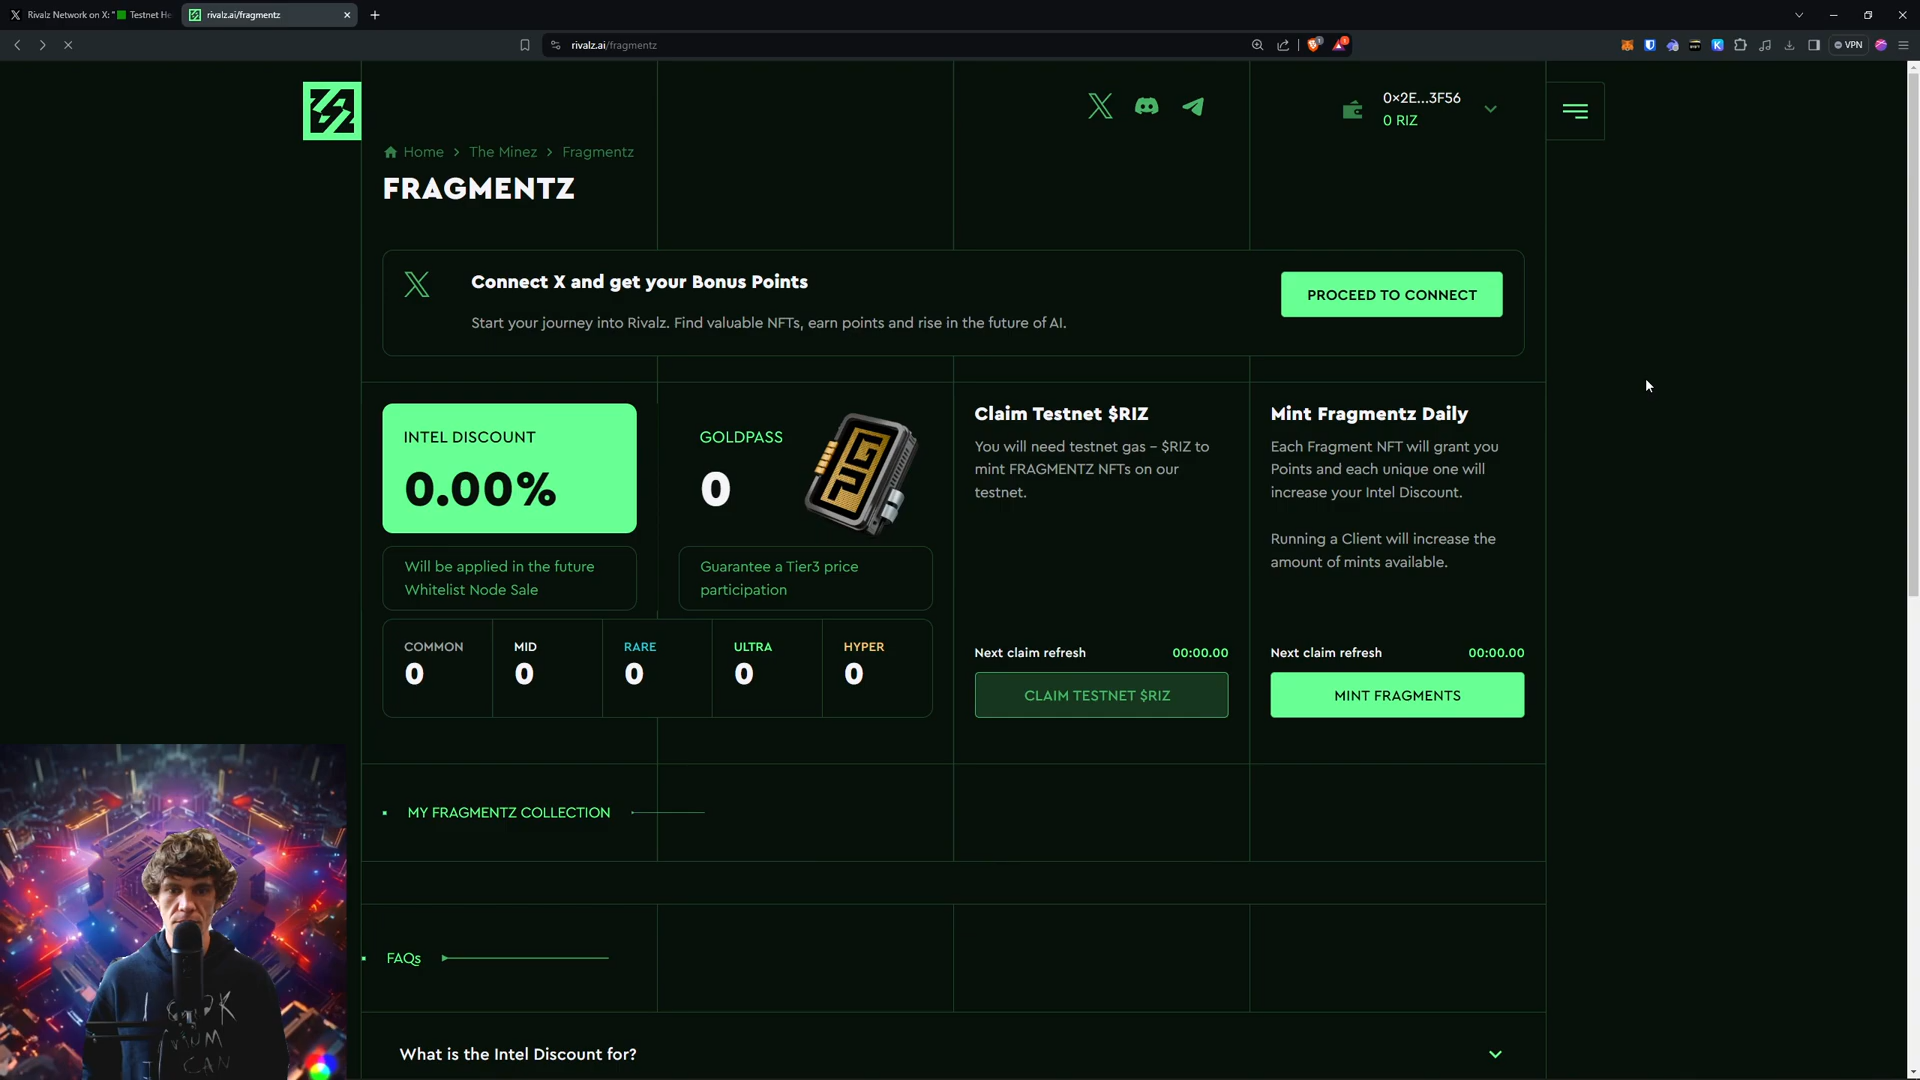 Rivalz Network on X: " Testnet He
rivalz.ai/fragmentz
rivalz.ai/fragmentz
VPN
0×2E...3F56
0 RIZ
Home
The Minez
Fragmentz
FRAGMENTZ
Connect X and get your Bonus Points
Start your journey into Rivalz. Find valuable NFTs, earn points and rise in the future of AI.
PROCEED TO CONNECT
INTEL DISCOUNT
0.00%
Will be applied in the future
Whitelist Node Sale
GOLDPASS
0
Guarantee a Tier3 price
participation
COMMON
0
MID
0
RARE
0
ULTRA
0
HYPER
0
Claim Testnet $RIZ
You will need testnet gas – $RIZ to
mint FRAGMENTZ NFTs on our
testnet.
Next claim refresh
00:00.00
CLAIM TESTNET $RIZ
Mint Fragmentz Daily
Each Fragment NFT will grant you
Points and each unique one will
increase your Intel Discount.
Running a Client will increase the
amount of mints available.
Next claim refresh
00:00.00
MINT FRAGMENTS
MY FRAGMENTZ COLLECTION
FAQs
What is the Intel Discount for?